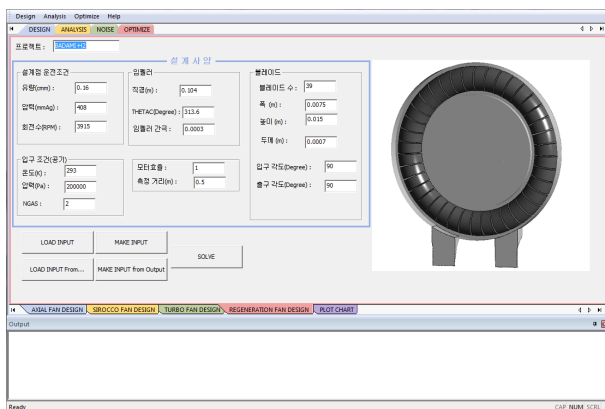 Design Analysis Optimize Help
DESIGN ANALYSIS NOISE OPTIMIZE
프로젝트 :
설계사양
설계점 운전조건
유량(cmm) : 0.16
압력(mmAg) : 408
회전수(RPM) : 3915
임펠러
직경(m) : 0.104
THETAC(Degree) : 313.6
임펠러 간극 : 0.0003
블레이드
블레이드 수 : 39
폭 (m) : 0.0075
높이 (m) : 0.015
두께 (m) : 0.0007
입구 각도(Degree) : 90
출구 각도(Degree) : 90
입구 조건(공기)
온도(K) : 293
압력(Pa) : 200000
NGAS : 2
모터효율 : 1
측정 거리(m) : 0.5
LOAD INPUT MAKE INPUT
SOLVE
LOAD INPUT From... MAKE INPUT from Output
AXIAL FAN DESIGN SIROCCO FAN DESIGN TURBO FAN DESIGN REGENERATION FAN DESIGN PLOT CHART
Output
Ready CAP NUM SCRL